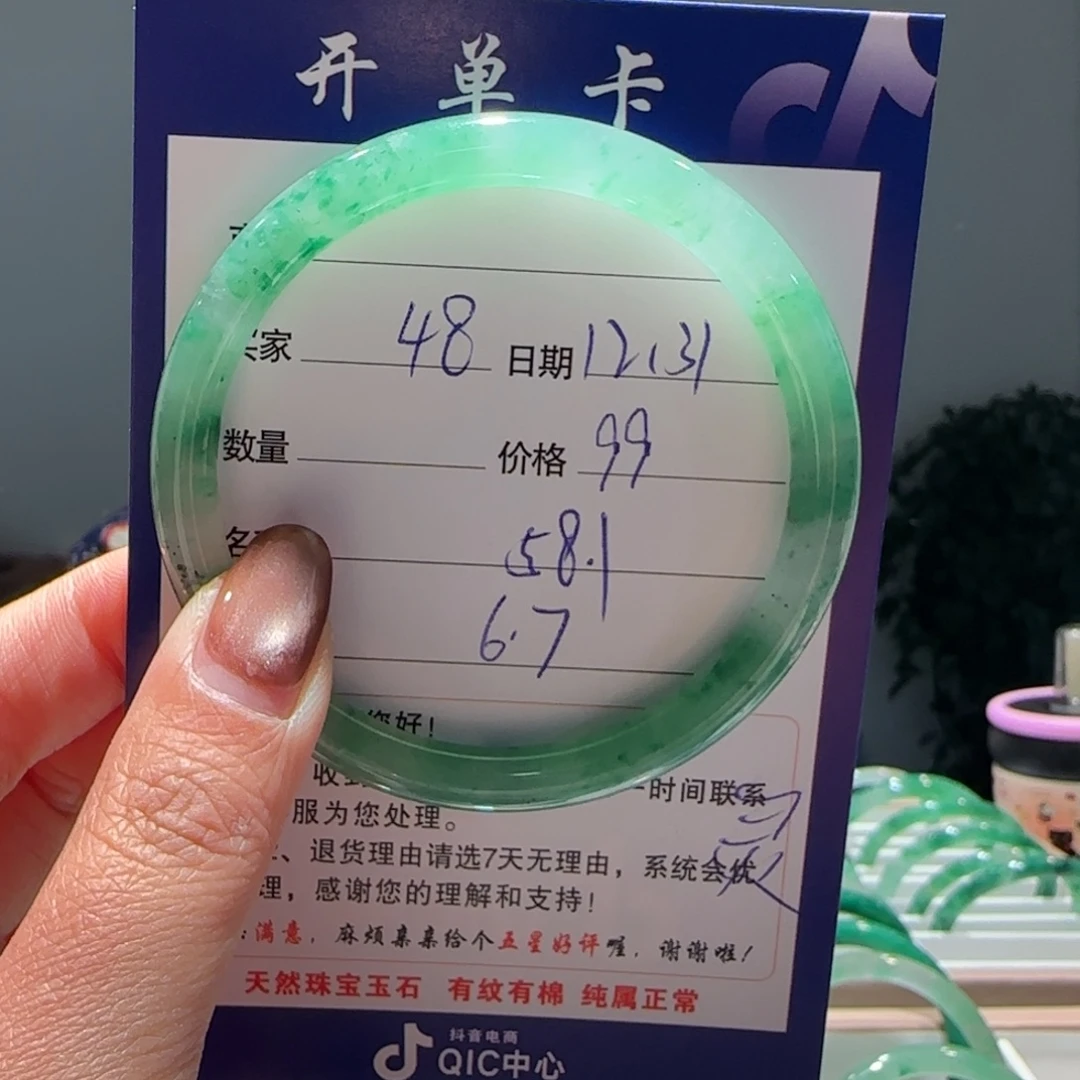 开单卡
买家 48 日期 12.31
数量 价格 99
58.1
6.7
您好!
时间联系
服为您处理。
、退货理由请选7天无理由,系统会优
理,感谢您的理解和支持!
:满意,麻烦亲亲给个五星好评喔,谢谢啦!
天然珠宝玉石 有纹有棉 纯属正常
抖音电商
QIC中心